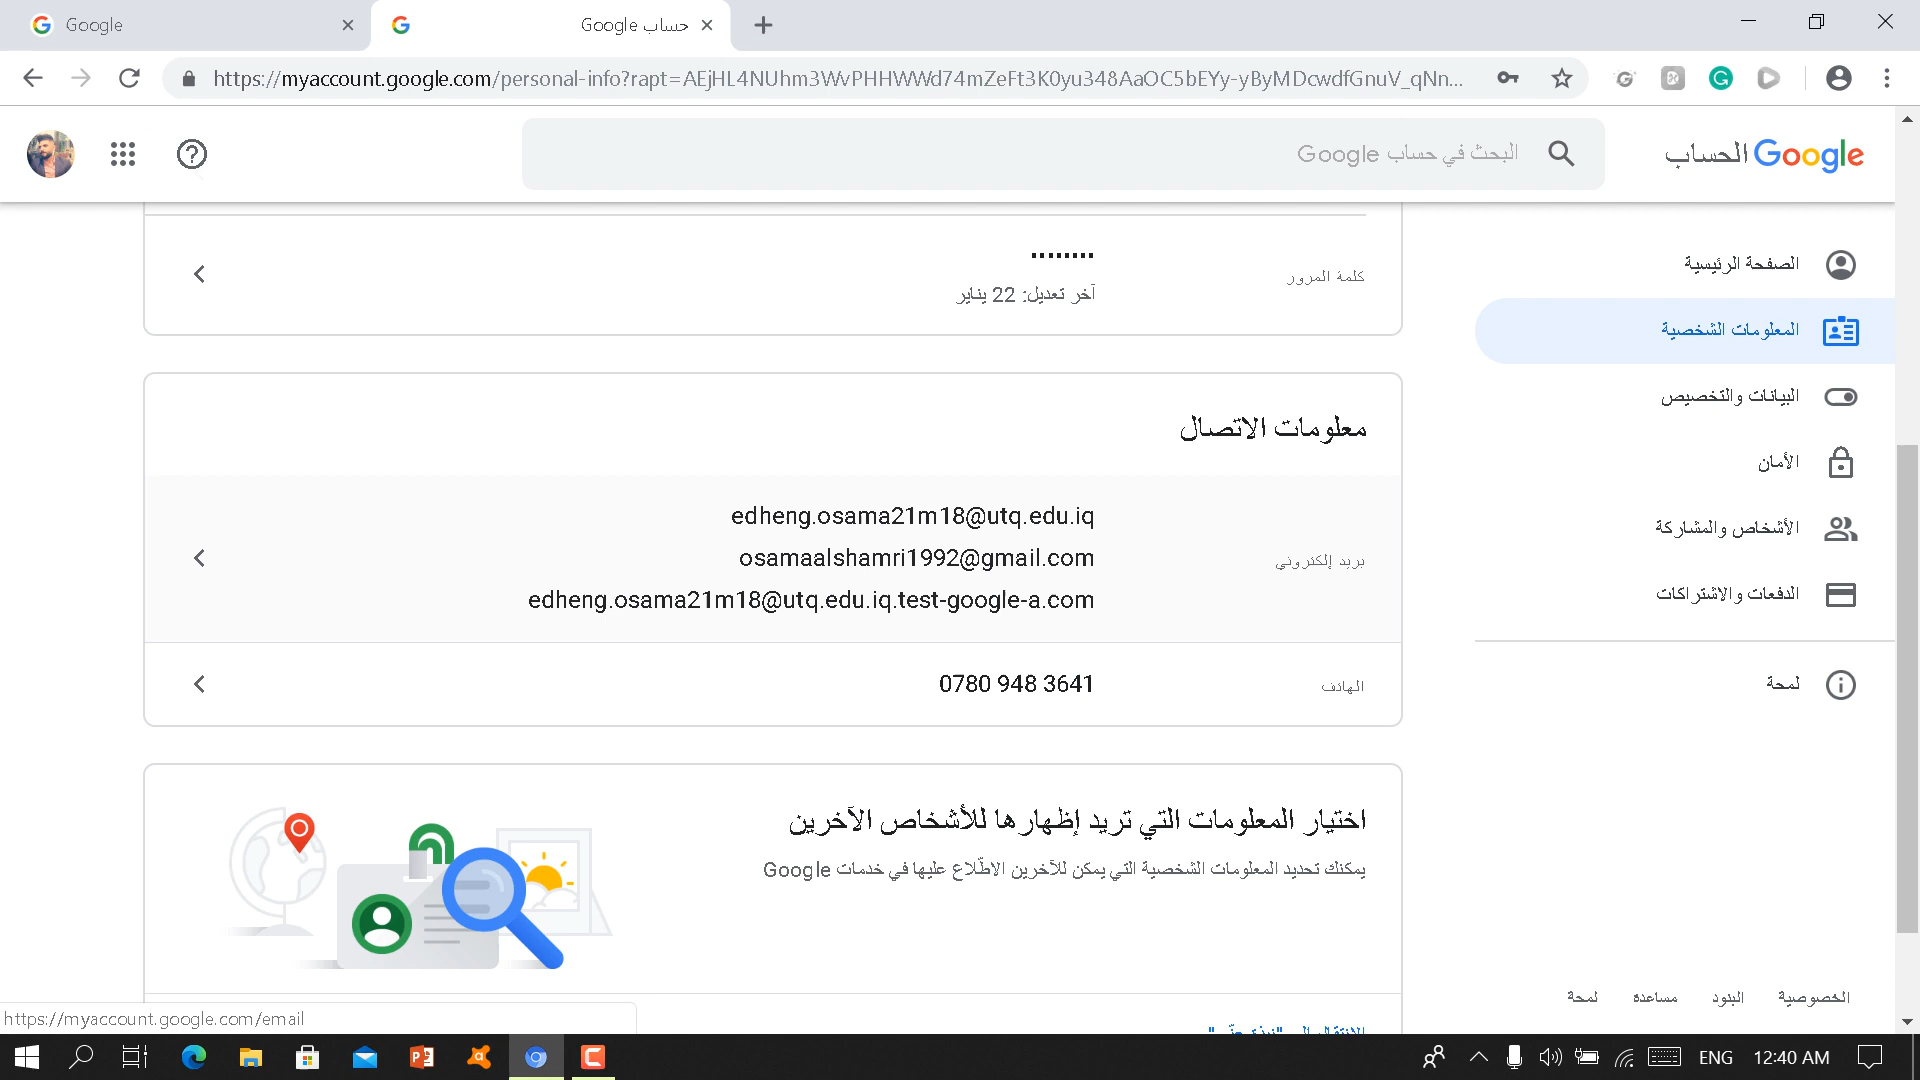 Google
حساب Google
https://myaccount.google.com/personal-info?rapt=AEjHL4NUhm3WvPHHWWd74mZeFt3K0yu348AaOC5bEYy-yByMDcwdfGnuV_qNn...
Google الحساب
البحث في حساب Google
الصفحة الرئيسية
المعلومات الشخصية
البيانات والتخصيص
الأمان
الأشخاص والمشاركة
الدفعات والاشتراكات
لمحة
كلمة المرور
••••••••
آخر تعديل: 22 يناير
معلومات الاتصال
بريد إلكتروني
edheng.osama21m18@utq.edu.iq
osamaalshamri1992@gmail.com
edheng.osama21m18@utq.edu.iq.test-google-a.com
الهاتف
0780 948 3641
اختيار المعلومات التي تريد إظهارها للأشخاص الآخرين
يمكنك تحديد المعلومات الشخصية التي يمكن للآخرين الاطّلاع عليها في خدمات Google
الخصوصية
البنود
مساعدة
لمحة
https://myaccount.google.com/email
ENG
12:40 AM